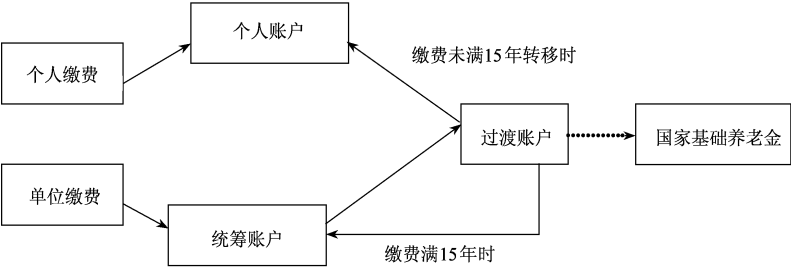 个人账户
缴费未满15年转移时
个人缴费
过渡账户
国家基础养老金
单位缴费
统筹账户
缴费满15年时